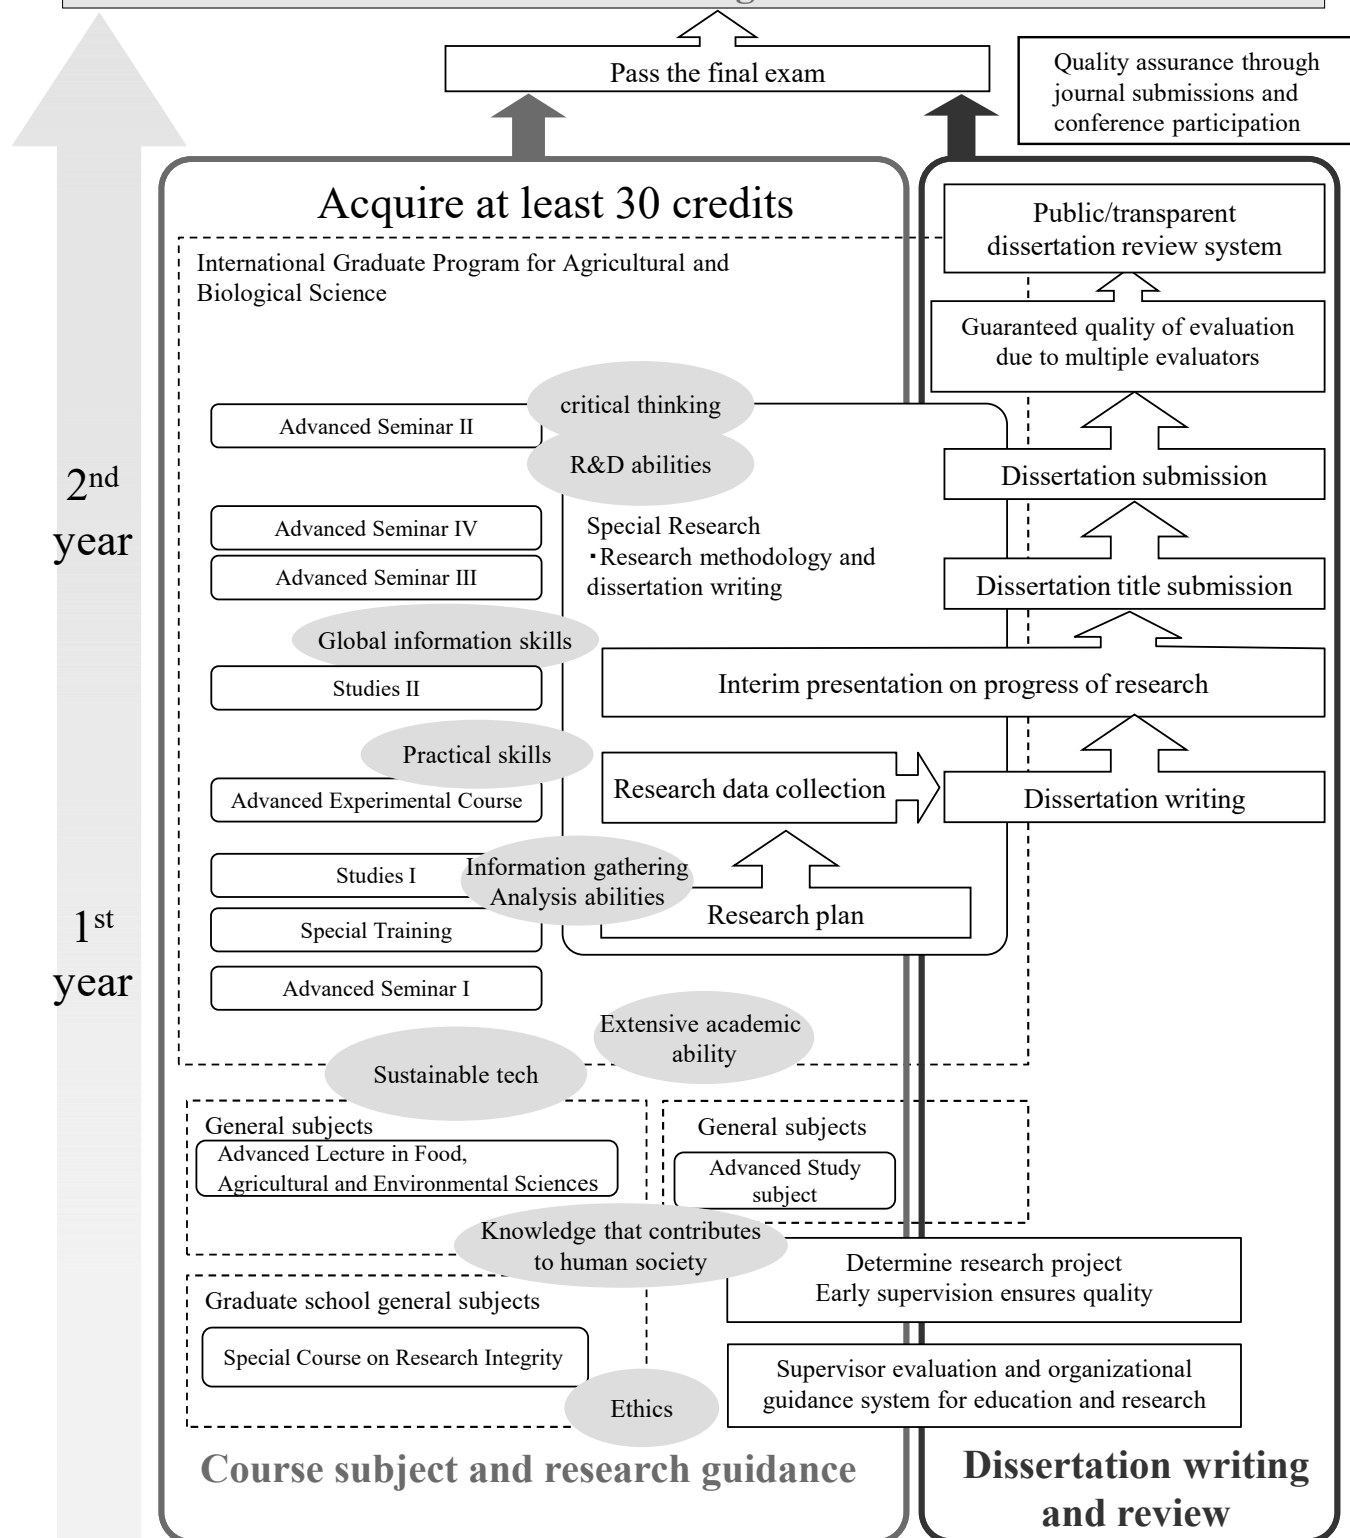 Pass the final exam
Quality assurance through
journal submissions and
conference participation
Acquire at least 30 credits
Public/transparent
dissertation review system
International Graduate Program for Agricultural and
Biological Science
Guaranteed quality of evaluation
due to multiple evaluators
critical thinking
Advanced Seminar II
R&D abilities
Dissertation submission
2nd
year
Advanced Seminar IV
Special Research
・Research methodology and
dissertation writing
Advanced Seminar III
Dissertation title submission
Global information skills
Studies II
Interim presentation on progress of research
Practical skills
Advanced Experimental Course
Research data collection
Dissertation writing
Studies I
Information gathering
Analysis abilities
Research plan
1st
year
Special Training
Advanced Seminar I
Extensive academic
ability
Sustainable tech
General subjects
Advanced Lecture in Food,
Agricultural and Environmental Sciences
General subjects
Advanced Study
subject
Knowledge that contributes
to human society
Determine research project
Early supervision ensures quality
Graduate school general subjects
Special Course on Research Integrity
Supervisor evaluation and organizational
guidance system for education and research
Ethics
Course subject and research guidance
Dissertation writing
and review